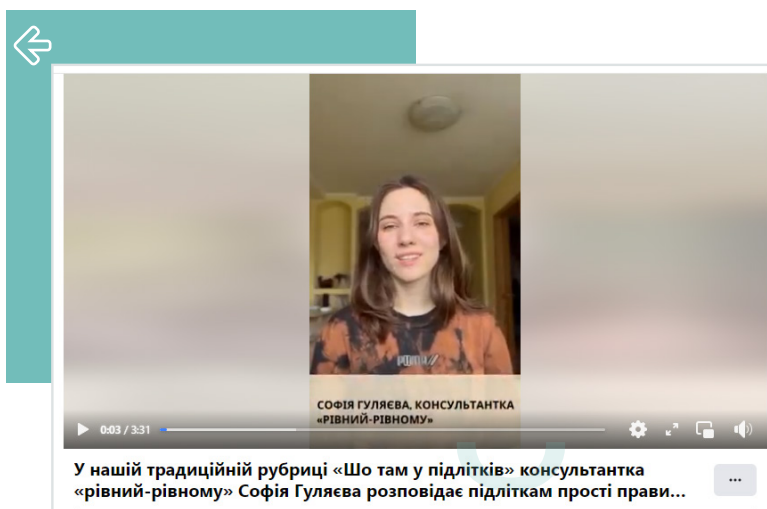 СОФІЯ ГУЛЯЄВА, КОНСУЛЬТАНТКА
«РІВНИЙ-РІВНОМУ»
0:03 / 3:31
У нашій традиційній рубриці «Шо там у підлітків» консультантка
«рівний-рівному» Софія Гуляєва розповідає підліткам прості прави...